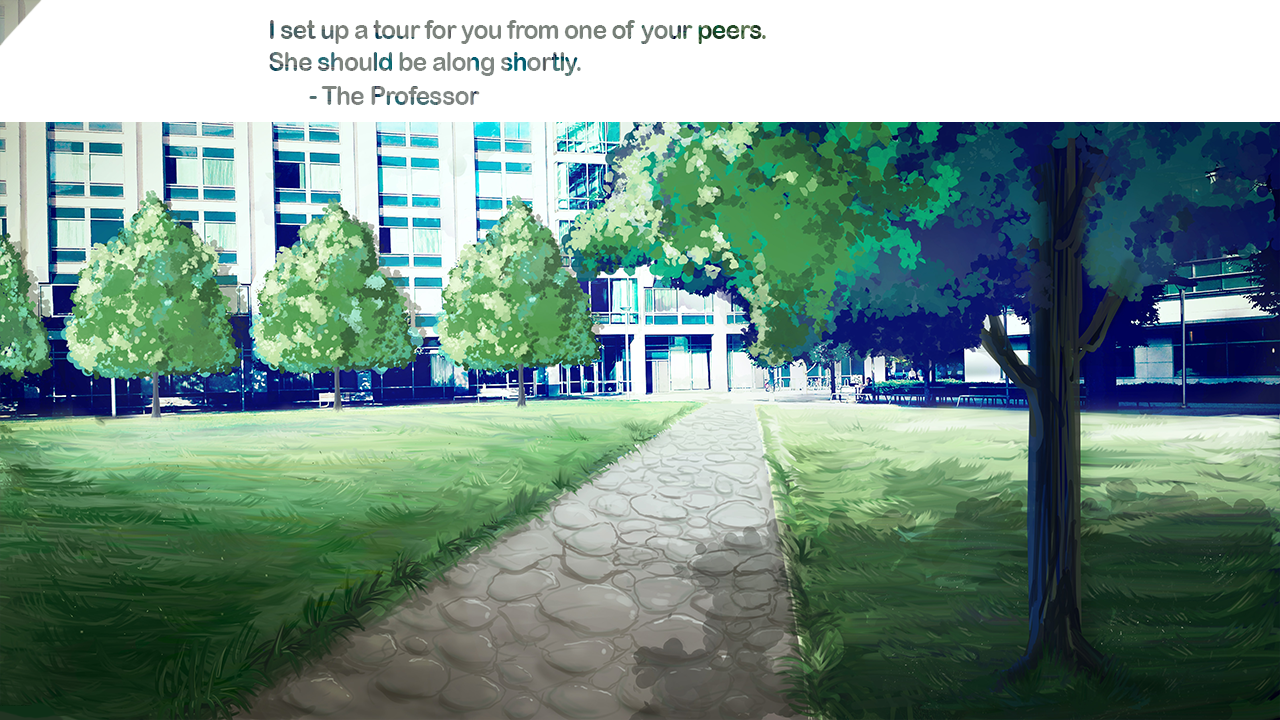 I set up a tour for you from one of your peers.
She should be along shortly.
- The Professor